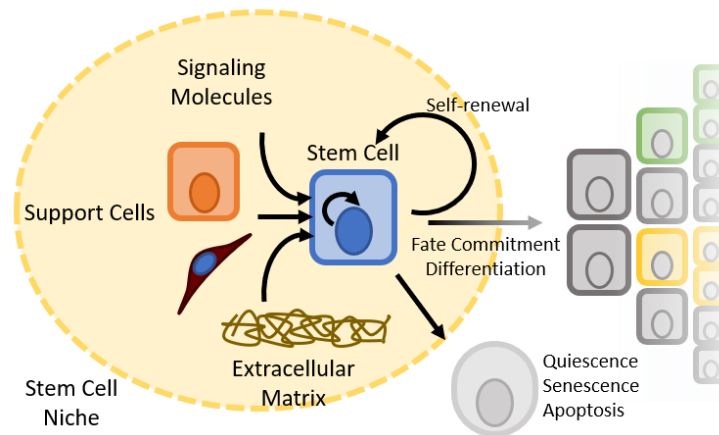 Signaling
Molecules
Self-renewal
Stem Cell
Support Cells
Fate Commitment
Differentiation
Extracellular
Matrix
Stem Cell
Niche
Quiescence
Senescence
Apoptosis